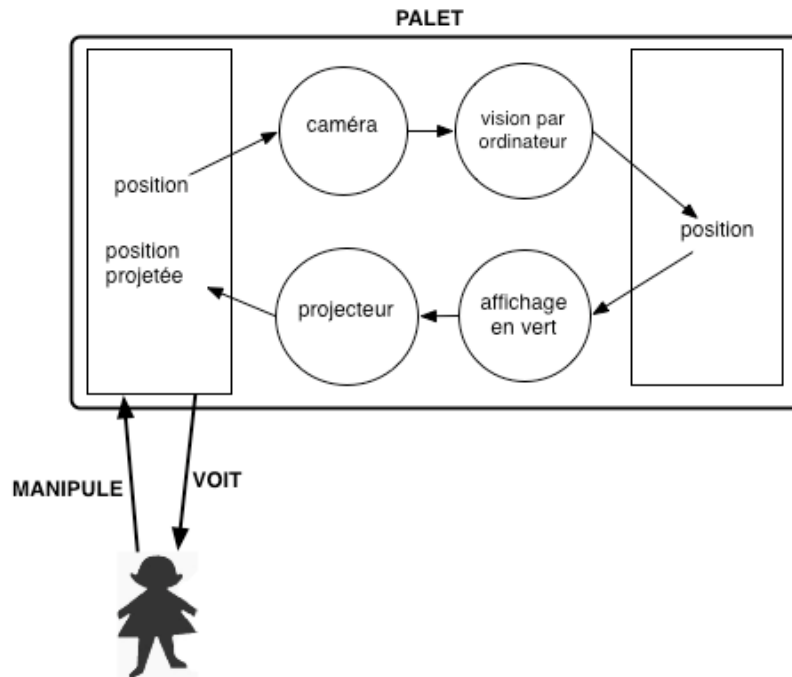 PALET
caméra
vision par
ordinateur
position
position
projetée
position
projecteur
affichage
en vert
MANIPULE
VOIT